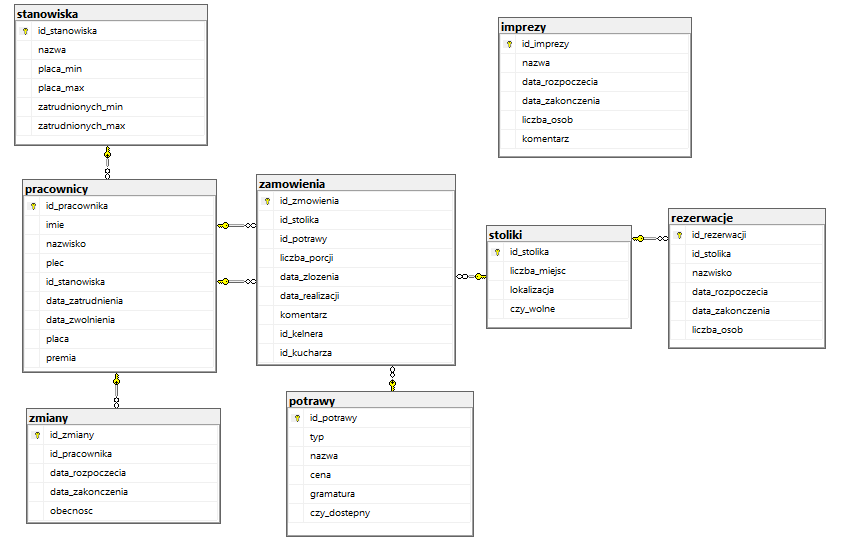 stanowiska
id_stanowiska
nazwa
placa_min
placa_max
zatrudnionych_min
zatrudnionych_max
imprezy
id_imprezy
nazwa
data_rozpoczecia
data_zakonczenia
liczba_osob
komentarz
pracownicy
id_pracownika
imie
nazwisko
plec
id_stanowiska
data_zatrudnienia
data_zwolnienia
placa
premia
zamowienia
id_zmowienia
id_stolika
id_potrawy
liczba_porcji
data_zlozenia
data_realizacji
komentarz
id_kelnera
id_kucharza
stoliki
id_stolika
liczba_miejsc
lokalizacja
czy_wolne
rezerwacje
id_rezerwacji
id_stolika
nazwisko
data_rozpoczecia
data_zakonczenia
liczba_osob
zmiany
id_zmiany
id_pracownika
data_rozpoczecia
data_zakonczenia
obecnosc
potrawy
id_potrawy
typ
nazwa
cena
gramatura
czy_dostepny